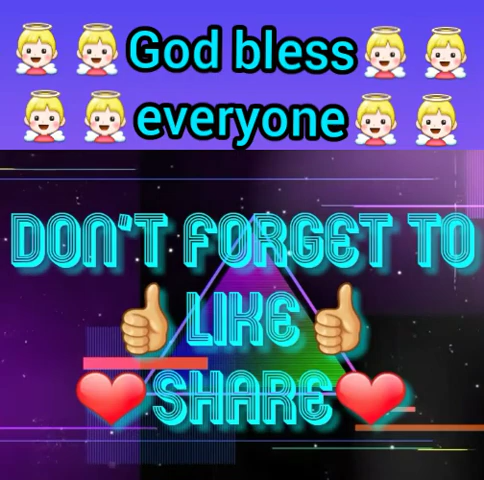 God bless
everyone
DON'T FORGET TO
LIKE
SHARE